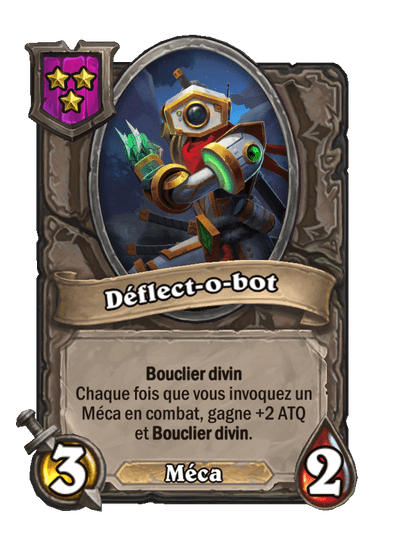 Déflect-o-bot
Bouclier divin
Chaque fois que vous invoquez un
Méca en combat, gagne +2 ATQ
et Bouclier divin.
3
Méca
2